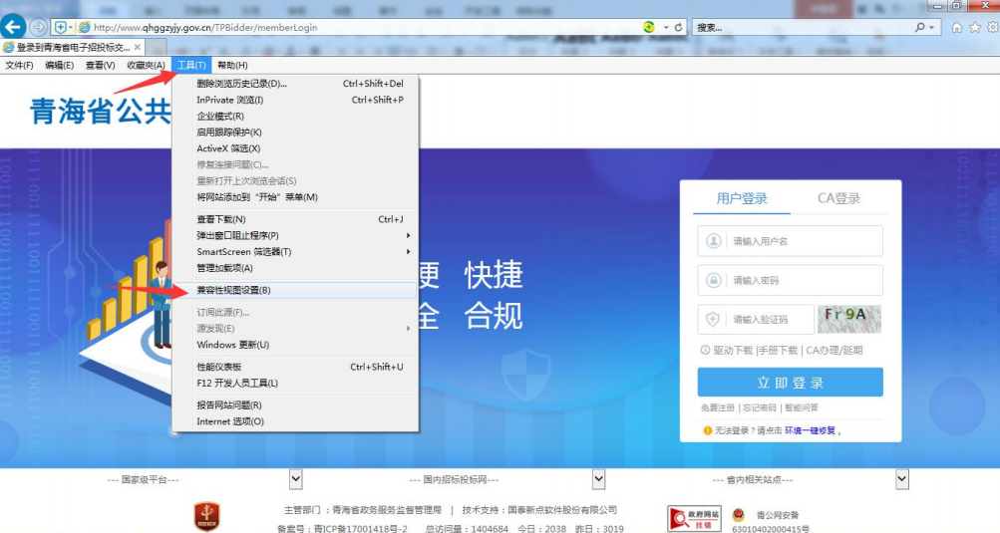 http://www.qhggzyjy.gov.cn/TPBidder/memberLogin
搜索...
登录到青海省电子招投标交...
文件(F) 编辑(E) 查看(V) 收藏夹(A) 工具(T) 帮助(H)
青海省公共
删除浏览历史记录(D)... Ctrl+Shift+Del
InPrivate 浏览(I) Ctrl+Shift+P
企业模式(R)
启用跟踪保护(K)
ActiveX 筛选(X)
修复连接问题(C)...
重新打开上次浏览会话(S)
将网站添加到“开始”菜单(M)
查看下载(N) Ctrl+J
弹出窗口阻止程序(P)
SmartScreen 筛选器(T)
管理加载项(A)
兼容性视图设置(B)
订阅此源(F)...
源发现(E)
Windows 更新(U)
性能仪表板 Ctrl+Shift+U
F12 开发人员工具(L)
报告网站问题(R)
Internet 选项(O)
便 快捷
全 合规
用户登录 CA登录
请输入用户名
请输入密码
请输入验证码 Fr9A
驱动下载 |手册下载 | CA办理/延期
立即登录
免费注册 | 忘记密码 | 智能问答
无法登录？请点击 环境一键修复 。
--- 国家级平台---
--- 国内招标投标网---
--- 省内相关站点---
主管部门：青海省政务服务监督管理局 | 技术支持：国泰新点软件股份有限公司
备案号：青ICP备17001418号-2 总访问量：1404684 今日：2038 昨日：3019
政府网站
找错
青公网安备
63010402000415号